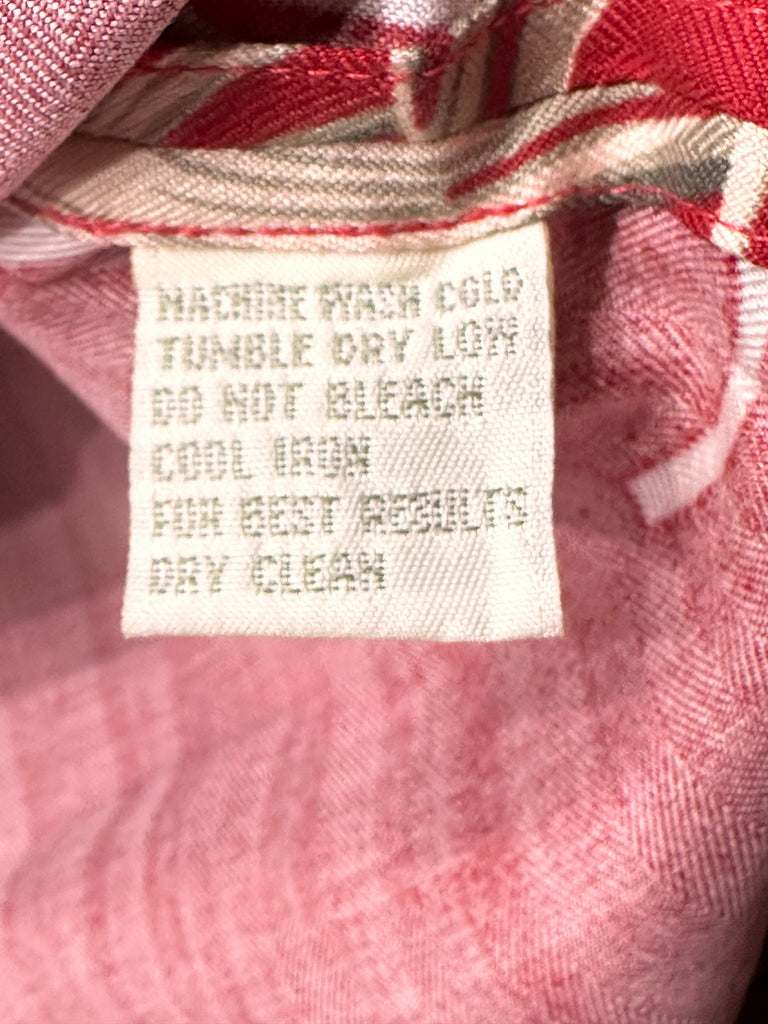 MACHINE WASH COLD
TUMBLE DRY LOW
DO NOT BLEACH
COOL IRON
FOR BEST RESULTS
DRY CLEAN